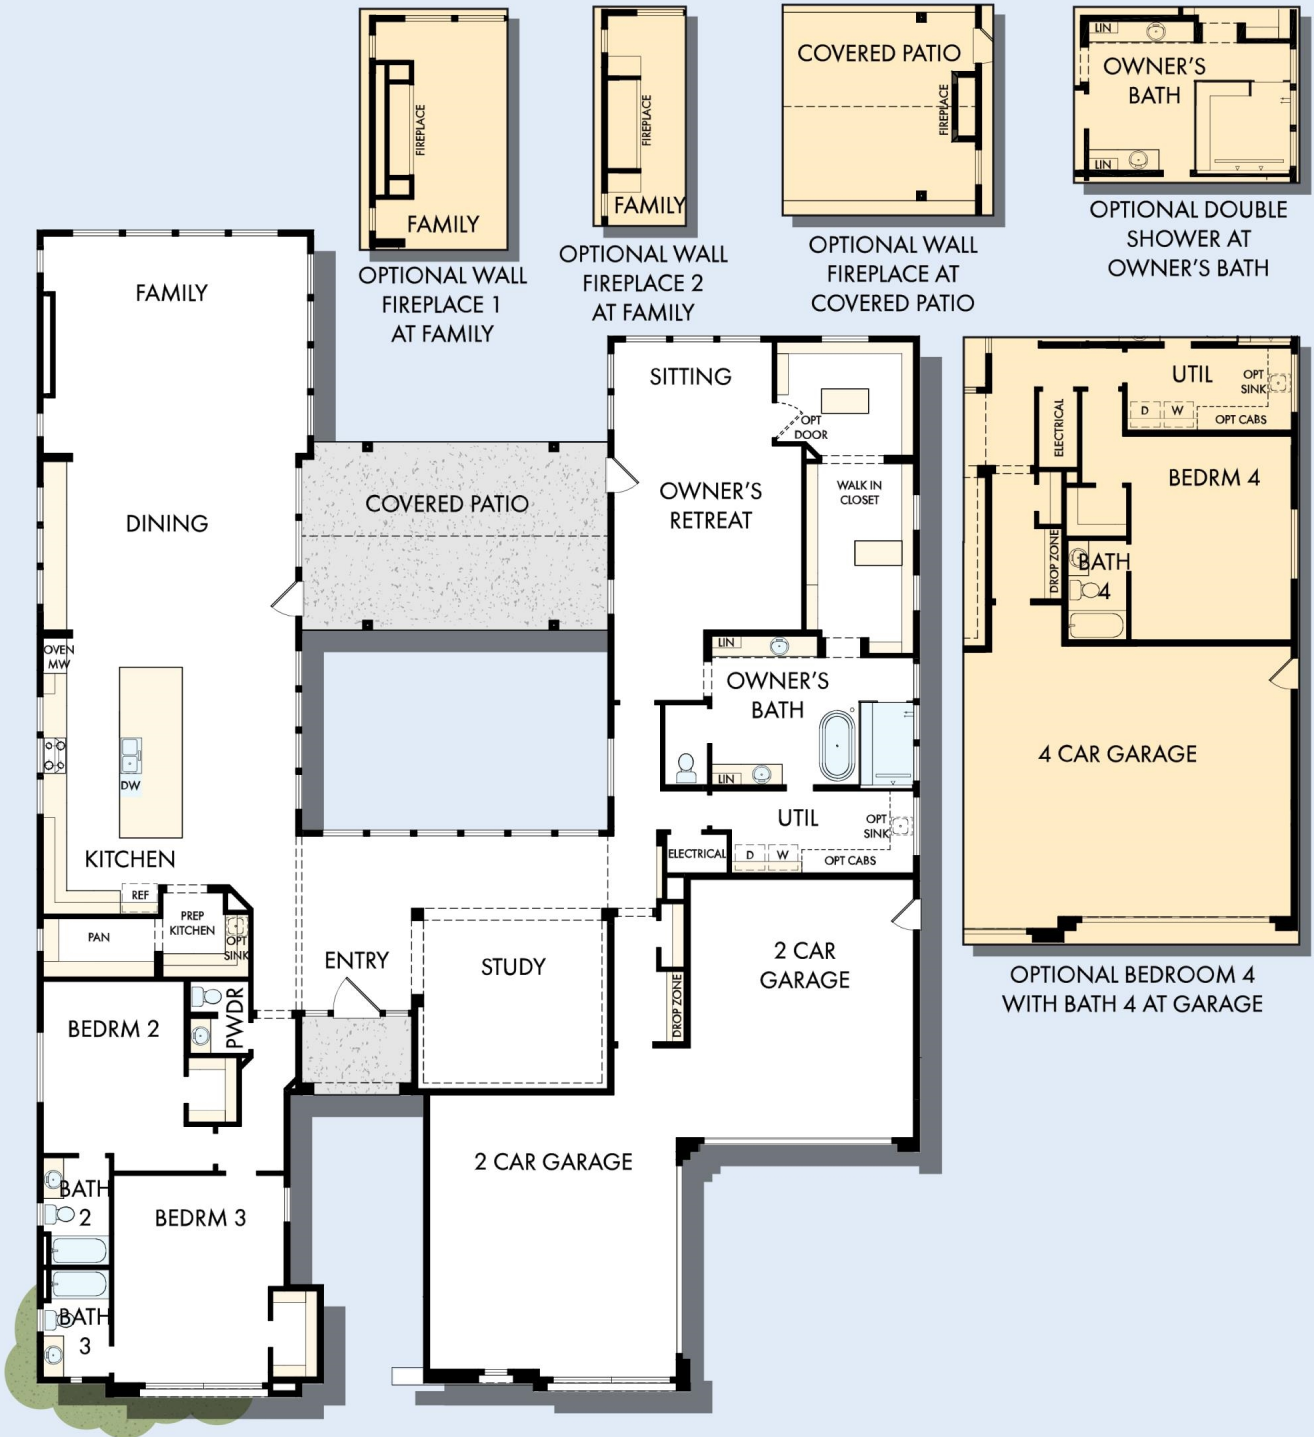 FIREPLACE
FAMILY
OPTIONAL WALL
FIREPLACE 1
AT FAMILY
FIREPLACE
FAMILY
OPTIONAL WALL
FIREPLACE 2
AT FAMILY
COVERED PATIO
FIREPLACE
OPTIONAL WALL
FIREPLACE AT
COVERED PATIO
LIN
OWNER'S
BATH
LIN
OPTIONAL DOUBLE
SHOWER AT
OWNER'S BATH
FAMILY
DINING
COVERED PATIO
SITTING
OPT
DOOR
OWNER'S
RETREAT
WALK IN
CLOSET
OVEN
MW
DW
KITCHEN
REF
PAN
PREP
KITCHEN
OPT
SINK
LIN
OWNER'S
BATH
LIN
UTIL
OPT
SINK
ELECTRICAL
D
W
OPT CABS
ENTRY
STUDY
DROP ZONE
2 CAR
GARAGE
PWDR
BEDRM 2
BATH
2
BEDRM 3
BATH
3
2 CAR GARAGE
UTIL
OPT
SINK
D
W
OPT CABS
ELECTRICAL
BEDRM 4
DROP ZONE
BATH
4
4 CAR GARAGE
OPTIONAL BEDROOM 4
WITH BATH 4 AT GARAGE